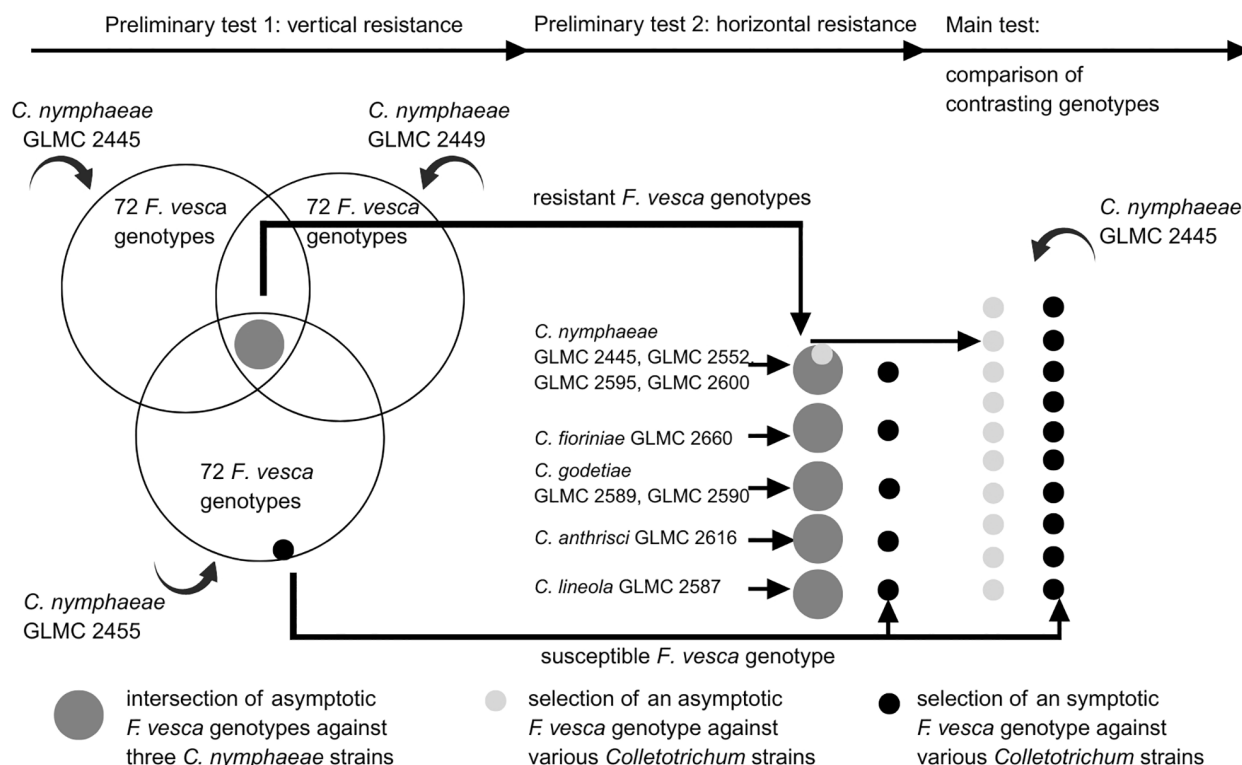 Preliminary test 1: vertical resistance
Preliminary test 2: horizontal resistance
Main test:
comparison of
contrasting genotypes
C. nymphaeae
GLMC 2445
C. nymphaeae
GLMC 2449
72 F. vesca
genotypes
72 F. vesca
genotypes
resistant F. vesca genotypes
C. nymphaeae
GLMC 2445
C. nymphaeae
GLMC 2445, GLMC 2552,
GLMC 2595, GLMC 2600
C. fioriniae GLMC 2660
C. godetiae
GLMC 2589, GLMC 2590
C. anthrisci GLMC 2616
C. lineola GLMC 2587
72 F. vesca
genotypes
C. nymphaeae
GLMC 2455
susceptible F. vesca genotype
intersection of asymptotic
F. vesca genotypes against
three C. nymphaeae strains
selection of an asymptotic
F. vesca genotype against
various Colletotrichum strains
selection of an symptotic
F. vesca genotype against
various Colletotrichum strains